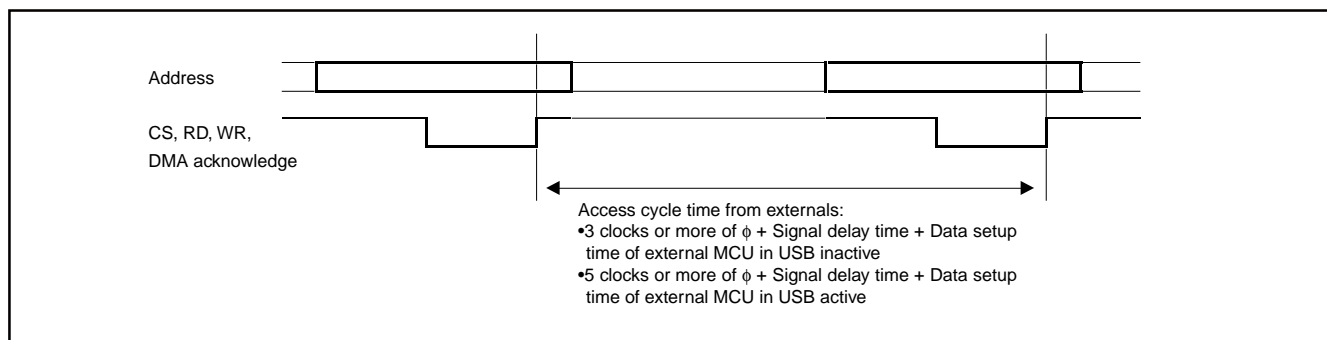 Address
CS, RD, WR,
DMA acknowledge
Access cycle time from externals:
•3 clocks or more of ϕ + Signal delay time + Data setup
time of external MCU in USB inactive
•5 clocks or more of ϕ + Signal delay time + Data setup
time of external MCU in USB active